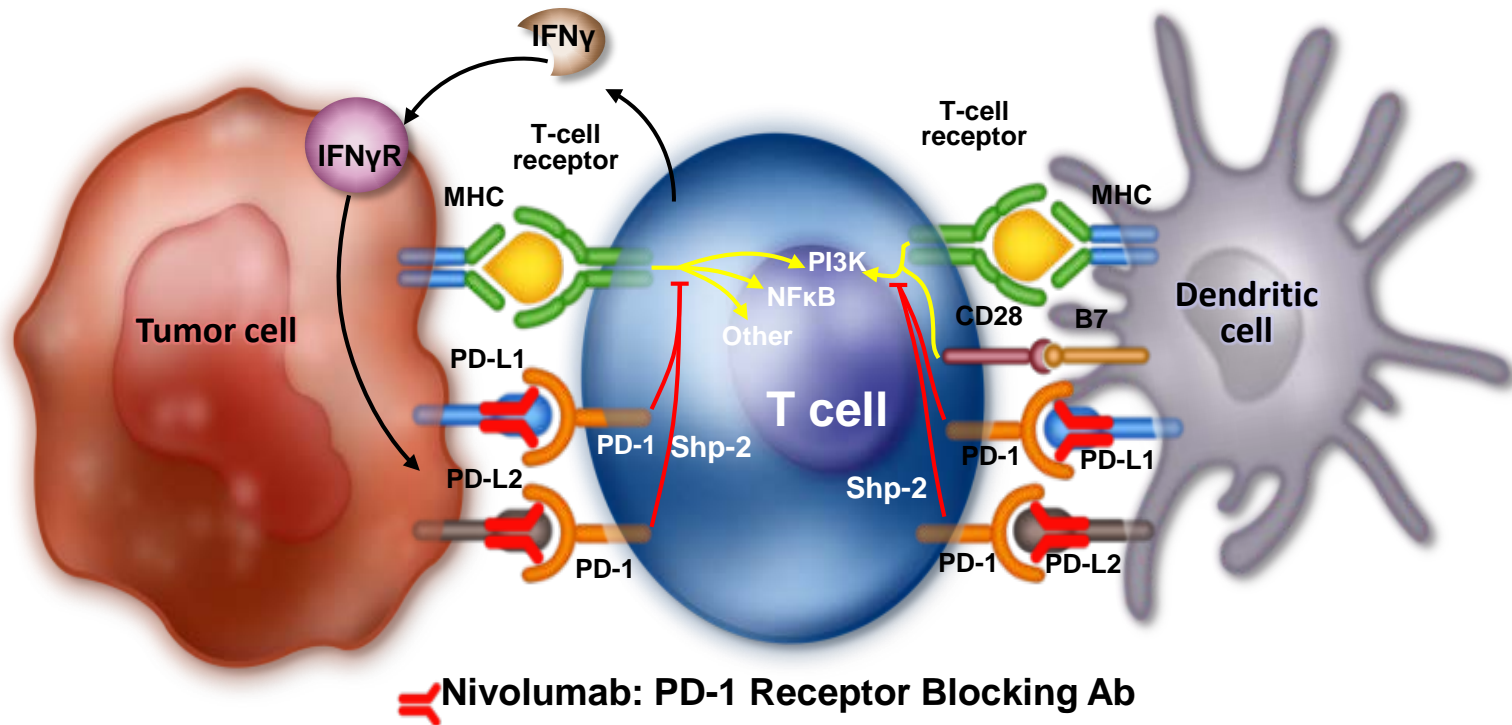 IFNγ
IFNγR
T-cell
receptor
MHC
Tumor cell
PD-L1
PD-1
Shp-2
PD-L2
PD-1
PI3K
NFκB
Other
T cell
T-cell
receptor
MHC
CD28
B7
Dendritic
cell
PD-1
PD-L1
Shp-2
PD-1
PD-L2
Nivolumab: PD-1 Receptor Blocking Ab